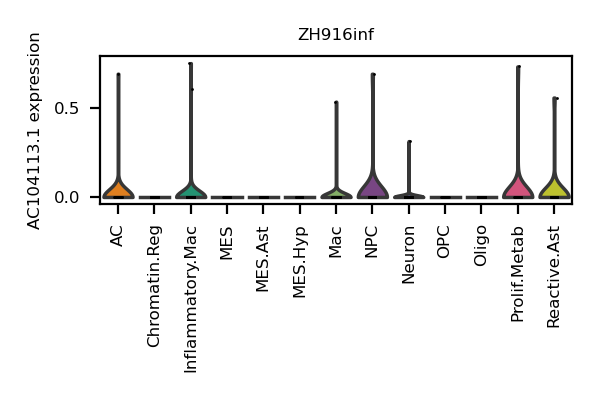 ZH916inf
AC104113.1 expression
0.5
0.0
AC
Chromatin.Reg
Inflammatory.Mac
MES
MES.Ast
MES.Hyp
Mac
NPC
Neuron
OPC
Oligo
Prolif.Metab
Reactive.Ast